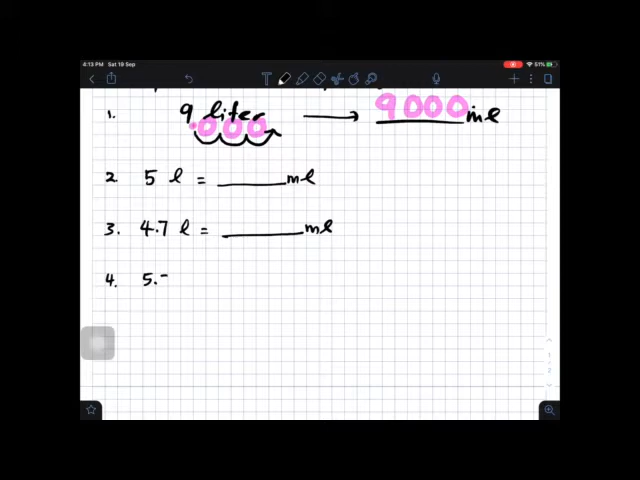 4:13 PM Sat 19 Sep 51%
1. 9 liter → 9000 ml
000
2. 5 l = ______ ml
3. 4.7 l = ______ ml
4. 5.